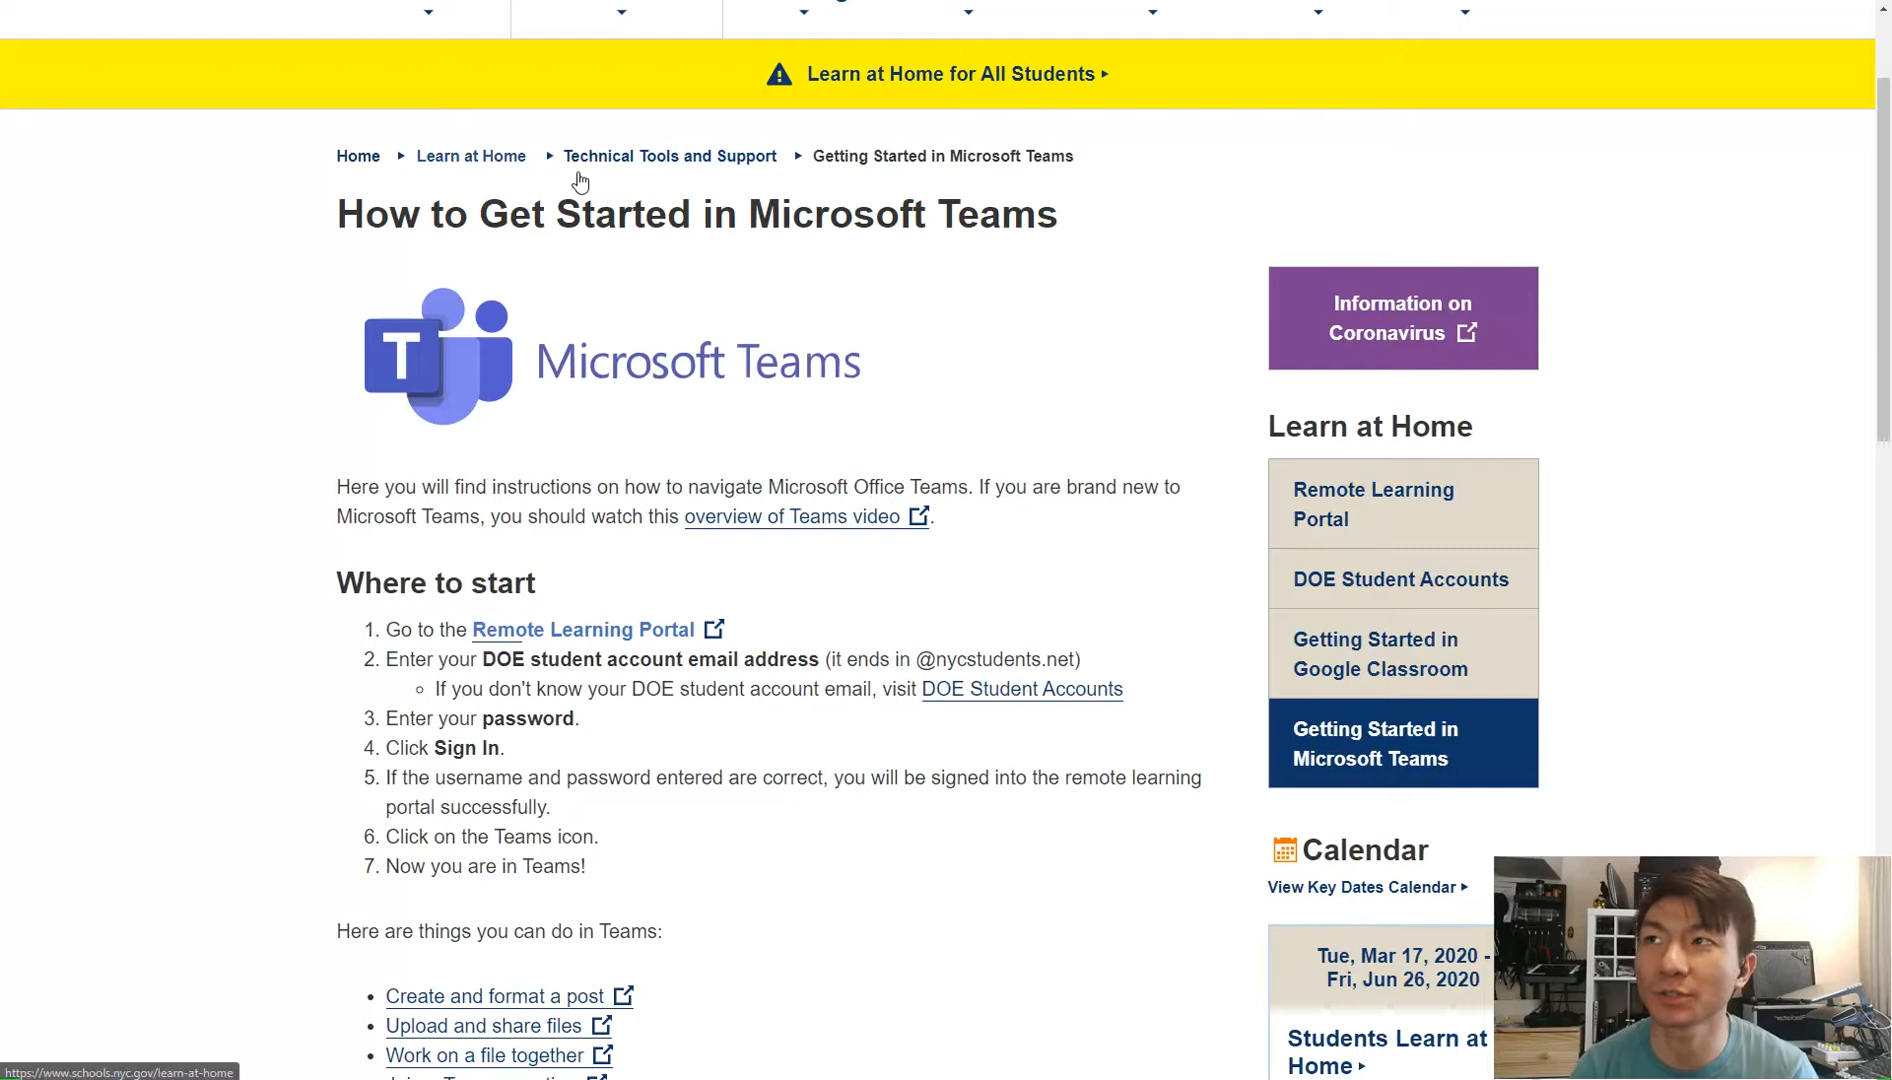 Learn at Home for All Students
Home Learn at Home Technical Tools and Support Getting Started in Microsoft Teams
How to Get Started in Microsoft Teams
T Microsoft Teams
Information on
Coronavirus
Learn at Home
Remote Learning
Portal
DOE Student Accounts
Getting Started in
Google Classroom
Getting Started in
Microsoft Teams
Here you will find instructions on how to navigate Microsoft Office Teams. If you are brand new to
Microsoft Teams, you should watch this overview of Teams video.
Where to start
1. Go to the Remote Learning Portal
2. Enter your DOE student account email address (it ends in @nycstudents.net)
If you don't know your DOE student account email, visit DOE Student Accounts
3. Enter your password.
4. Click Sign In.
5. If the username and password entered are correct, you will be signed into the remote learning
portal successfully.
6. Click on the Teams icon.
7. Now you are in Teams!
Here are things you can do in Teams:
• Create and format a post
• Upload and share files
• Work on a file together
Calendar
View Key Dates Calendar
Tue, Mar 17, 2020 -
Fri, Jun 26, 2020
Students Learn at
Home
https://www.schools.nyc.gov/learn-at-home